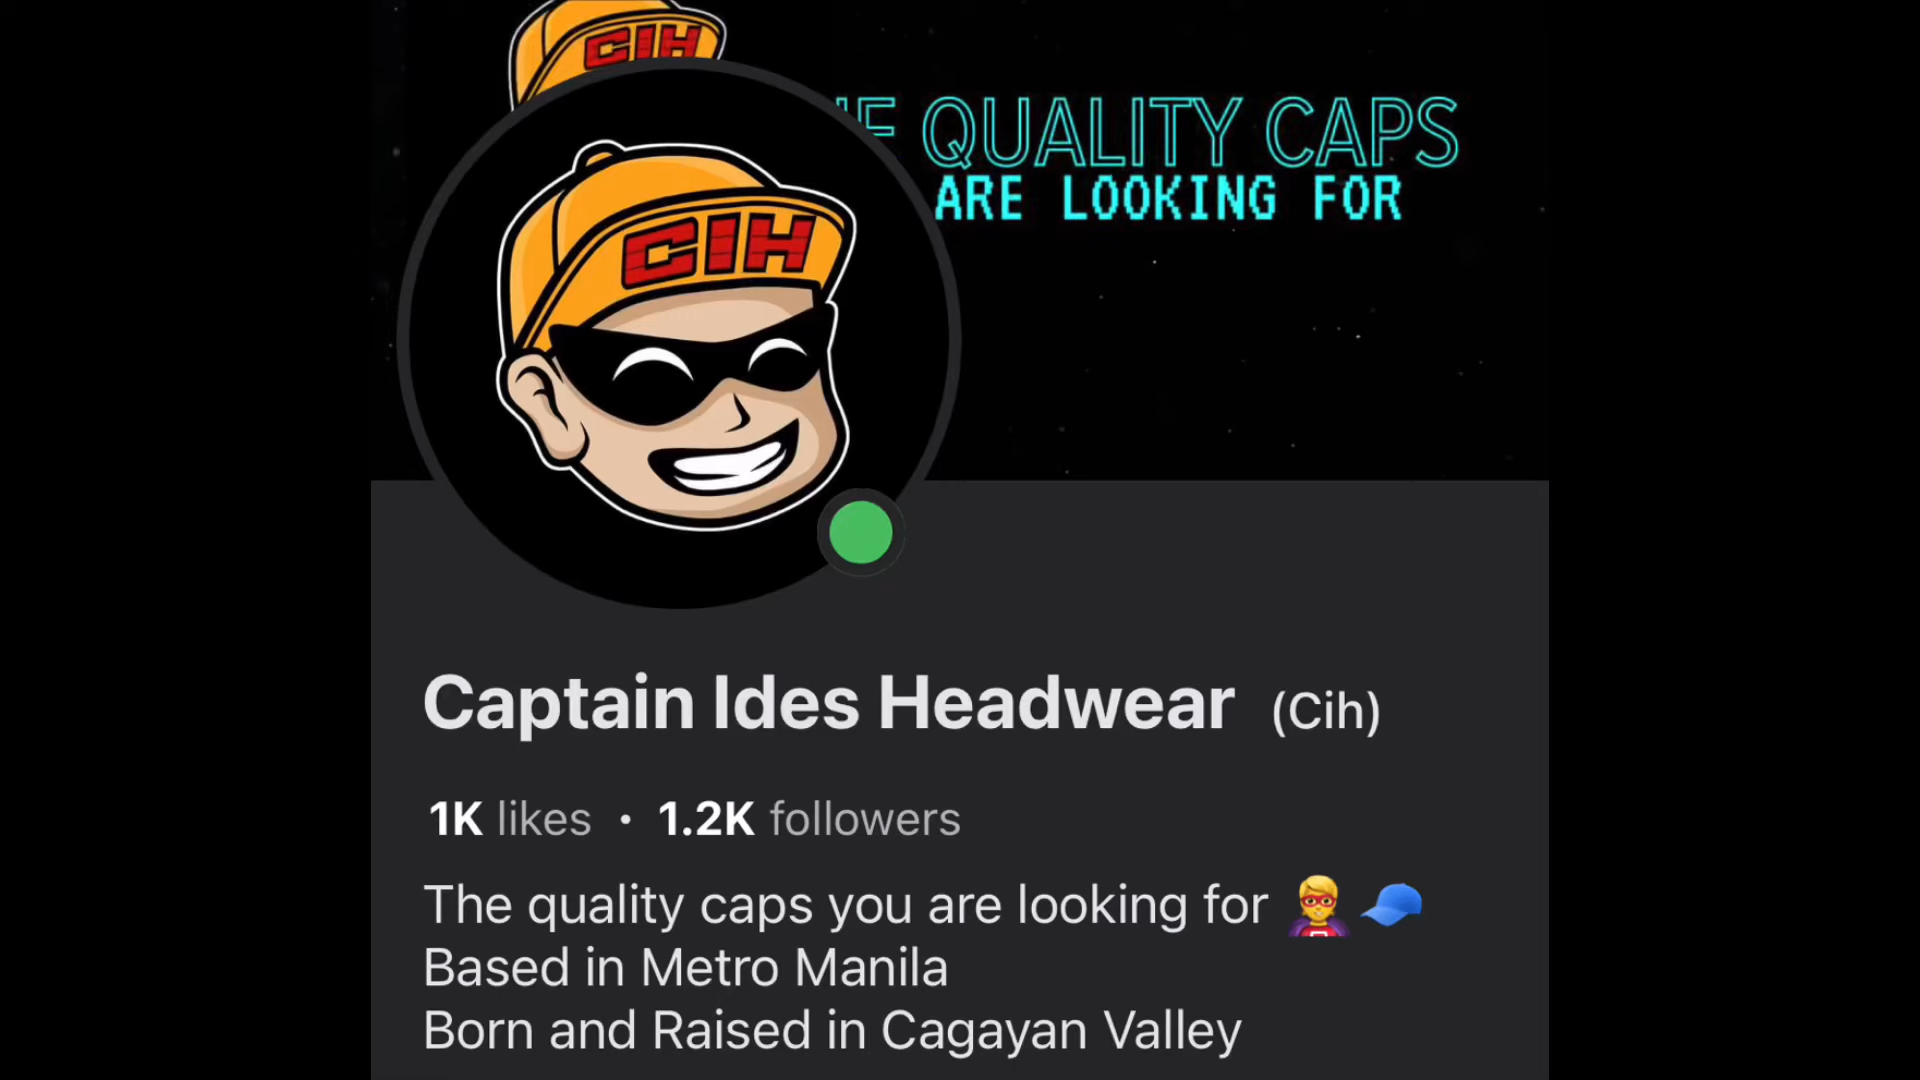 CIH
QUALITY CAPS
ARE LOOKING FOR
CIH
Captain Ides Headwear (Cih)
1K likes • 1.2K followers
The quality caps you are looking for 🦸🧢
Based in Metro Manila
Born and Raised in Cagayan Valley